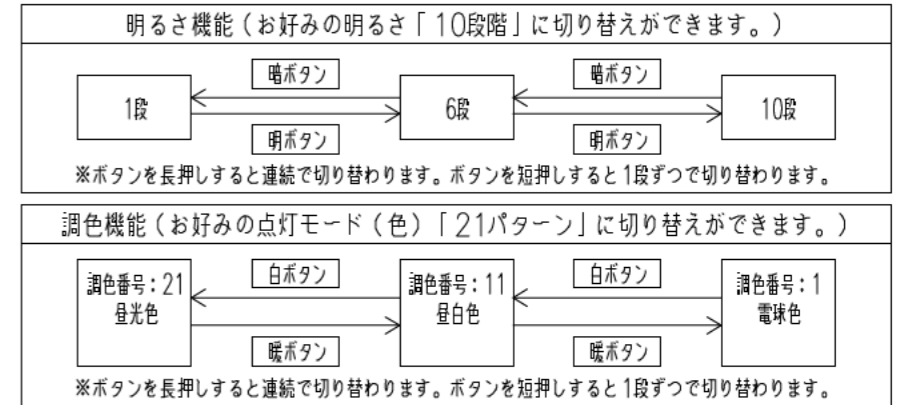 明るさ機能(お好みの明るさ「10段階」に切り替えができます。)
暗ボタン
暗ボタン
1段
6段
10段
明ボタン
明ボタン
※ボタンを長押しすると連続で切り替わります。ボタンを短押しすると1段ずつで切り替わります。
調色機能(お好みの点灯モード(色)「21パターン」に切り替えができます。)
白ボタン
白ボタン
調色番号:21
昼光色
調色番号:11
昼白色
調色番号:1
電球色
暖ボタン
暖ボタン
※ボタンを長押しすると連続で切り替わります。ボタンを短押しすると1段ずつで切り替わります。